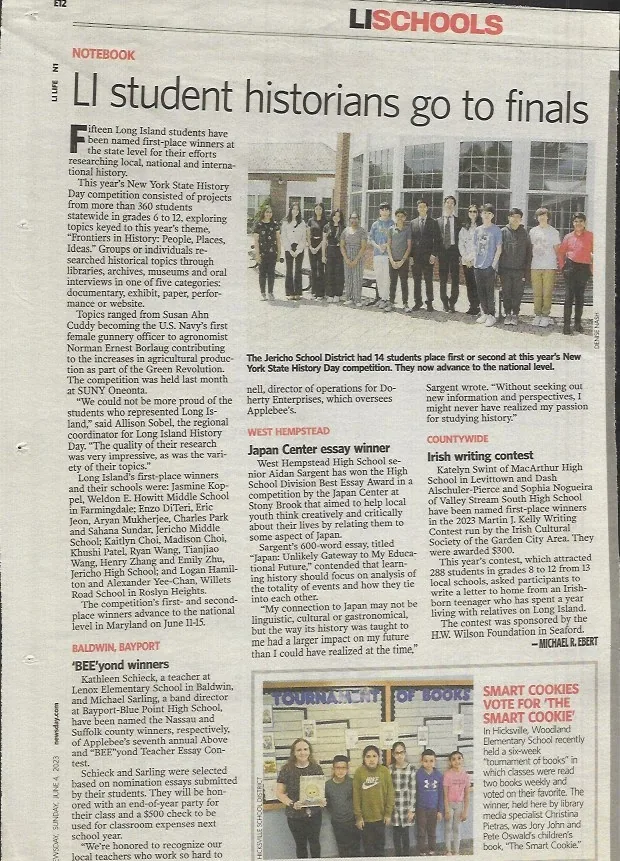 E12
LISCHOOLS
NOTEBOOK
LI LIFE N1
LI student historians go to finals
Fifteen Long Island students have
been named first-place winners at
the state level for their efforts
researching local, national and interna-
tional history.
This year's New York State History
Day competition consisted of projects
from more than 360 students
statewide in grades 6 to 12, exploring
topics keyed to this year's theme,
"Frontiers in History: People, Places,
Ideas." Groups or individuals re-
searched historical topics through
libraries, archives, museums and oral
interviews in one of five categories:
documentary, exhibit, paper, perfor-
mance or website.
Topics ranged from Susan Ahn
Cuddy becoming the U.S. Navy's first
female gunnery officer to agronomist
Norman Ernest Borlaug contributing
to the increases in agricultural produc-
tion as part of the Green Revolution.
The competition was held last month
at SUNY Oneonta.
"We could not be more proud of the
students who represented Long Is-
land," said Allison Sobel, the regional
coordinator for Long Island History
Day. "The quality of their research
was very impressive, as was the vari-
ety of their topics."
Long Island's first-place winners
and their schools were: Jasmine Kop-
pel, Weldon E. Howitt Middle School
in Farmingdale; Enzo DiTeri, Eric
Jeon, Aryan Mukherjee, Charles Park
and Sahana Sundar, Jericho Middle
School; Kaitlyn Choi, Madison Choi,
Khushi Patel, Ryan Wang, Tianjiao
Wang, Henry Zhang and Emily Zhu,
Jericho High School; and Logan Hamil-
ton and Alexander Yee-Chan, Willets
Road School in Roslyn Heights.
The competition's first- and second-
place winners advance to the national
level in Maryland on June 11-15.
BALDWIN, BAYPORT
'BEE'yond winners
Kathleen Schieck, a teacher at
Lenox Elementary School in Baldwin,
and Michael Sarling, a band director
at Bayport-Blue Point High School,
have been named the Nassau and
Suffolk county winners, respectively,
of Applebee's seventh annual Above
and "BEE"yond Teacher Essay Con-
test.
Schieck and Sarling were selected
based on nomination essays submitted
by their students. They will be hon-
ored with an end-of-year party for
their class and a $500 check to be
used for classroom expenses next
school year.
"We're honored to recognize our
local teachers who work so hard to
DENISE NASH
The Jericho School District had 14 students place first or second at this year's New
York State History Day competition. They now advance to the national level.
nell, director of operations for Do-
herty Enterprises, which oversees
Applebee's.
WEST HEMPSTEAD
Japan Center essay winner
West Hempstead High School se-
nior Aidan Sargent has won the High
School Division Best Essay Award in a
competition by the Japan Center at
Stony Brook that aimed to help local
youth think creatively and critically
about their lives by relating them to
some aspect of Japan.
Sargent's 600-word essay, titled
"Japan: Unlikely Gateway to My Educa-
tional Future," contended that learn-
ing history should focus on analysis of
the totality of events and how they tie
into each other.
"My connection to Japan may not be
linguistic, cultural or gastronomical,
but the way its history was taught to
me had a larger impact on my future
than I could have realized at the time,"
Sargent wrote. "Without seeking out
new information and perspectives, I
might never have realized my passion
for studying history."
COUNTYWIDE
Irish writing contest
Katelyn Swint of MacArthur High
School in Levittown and Dash
Alschuler-Pierce and Sophia Nogueira
of Valley Stream South High School
have been named first-place winners
in the 2023 Martin J. Kelly Writing
Contest run by the Irish Cultural
Society of the Garden City Area. They
were awarded $300.
This year's contest, which attracted
288 students in grades 8 to 12 from 13
local schools, asked participants to
write a letter to home from an Irish-
born teenager who has spent a year
living with relatives on Long Island.
The contest was sponsored by the
H.W. Wilson Foundation in Seaford.
— MICHAEL R. EBERT
TOURNAMENT OF BOOKS
HICKSVILLE SCHOOL DISTRICT
SMART COOKIES
VOTE FOR 'THE
SMART COOKIE'
In Hicksville, Woodland
Elementary School recently
held a six-week
"tournament of books" in
which classes were read
two books weekly and
voted on their favorite. The
winner, held here by library
media specialist Christina
Pietras, was Jory John and
Pete Oswald's children's
book, "The Smart Cookie."
SUNDAY, JUNE 4, 2023 newsday.com